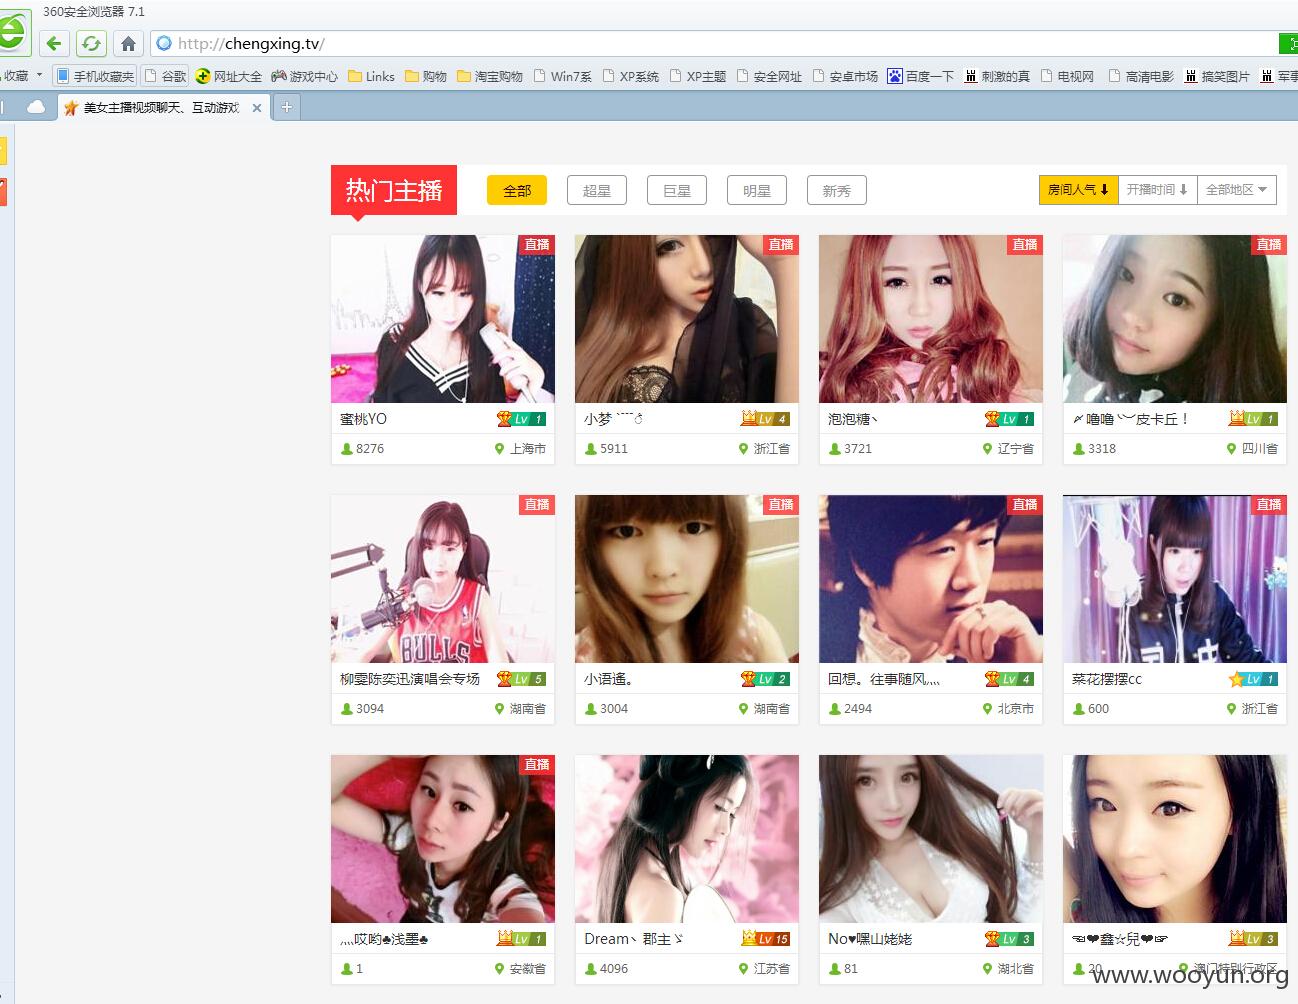 360安全浏览器 7.1
http://chengxing.tv/
收藏 手机收藏夹 谷歌 网址大全 游戏中心 Links 购物 淘宝购物 Win7系 XP系统 XP主题 安全网址 安卓市场 百度一下 刺激的真 电视网 高清电影 搞笑图片 军事
美女主播视频聊天、互动游戏
热门主播 全部 超星 巨星 明星 新秀 房间人气 开播时间 全部地区
直播 直播 直播 直播
蜜桃YO Lv 1 小梦 Lv 4 泡泡糖丶 Lv 1 噜噜 皮卡丘! Lv 1
8276 上海市 5911 浙江省 3721 辽宁省 3318 四川省
直播 直播 直播 直播
BULLS
柳雯陈奕迅演唱会专场 Lv 5 小语遙。 Lv 2 回想。往事随风灬 Lv 4 菜花摆摆cc Lv 1
3094 湖南省 3004 湖南省 2494 北京市 600 浙江省
直播
灬哎哟♣浅墨♣ Lv 1 Dream丶郡主ゞ Lv 15 No♥嘿山姥姥 Lv 3 ☜❤鑫☆兒❤☞ Lv 3
1 安徽省 4096 江苏省 81 湖北省 20 澳门特别行政区
www.wooyun.org